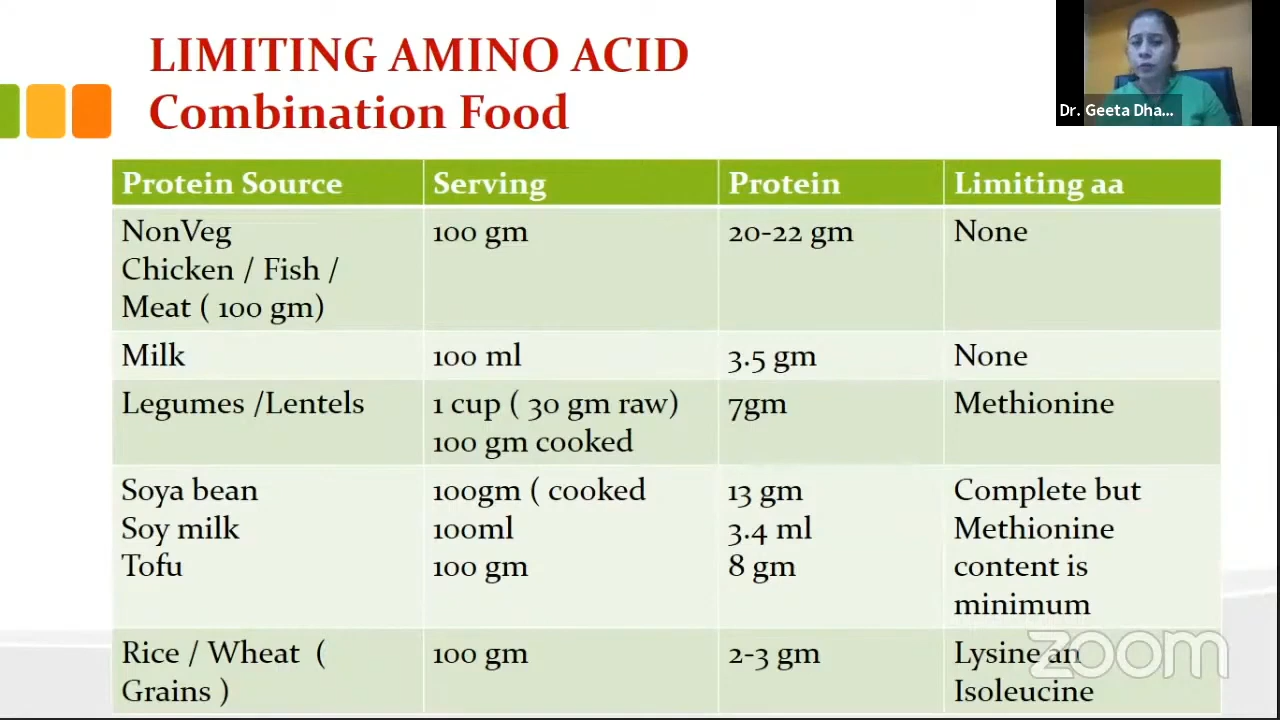 LIMITING AMINO ACID
Combination Food
Dr. Geeta Dha...
Protein Source Serving Protein Limiting aa
NonVeg 100 gm 20-22 gm None
Chicken / Fish /
Meat ( 100 gm)
Milk 100 ml 3.5 gm None
Legumes /Lentels 1 cup ( 30 gm raw) 7gm Methionine
100 gm cooked
Soya bean 100gm ( cooked 13 gm Complete but
Soy milk 100ml 3.4 ml Methionine
Tofu 100 gm 8 gm content is
minimum
Rice / Wheat ( 100 gm 2-3 gm Lysine an
Grains ) Isoleucine
zoom